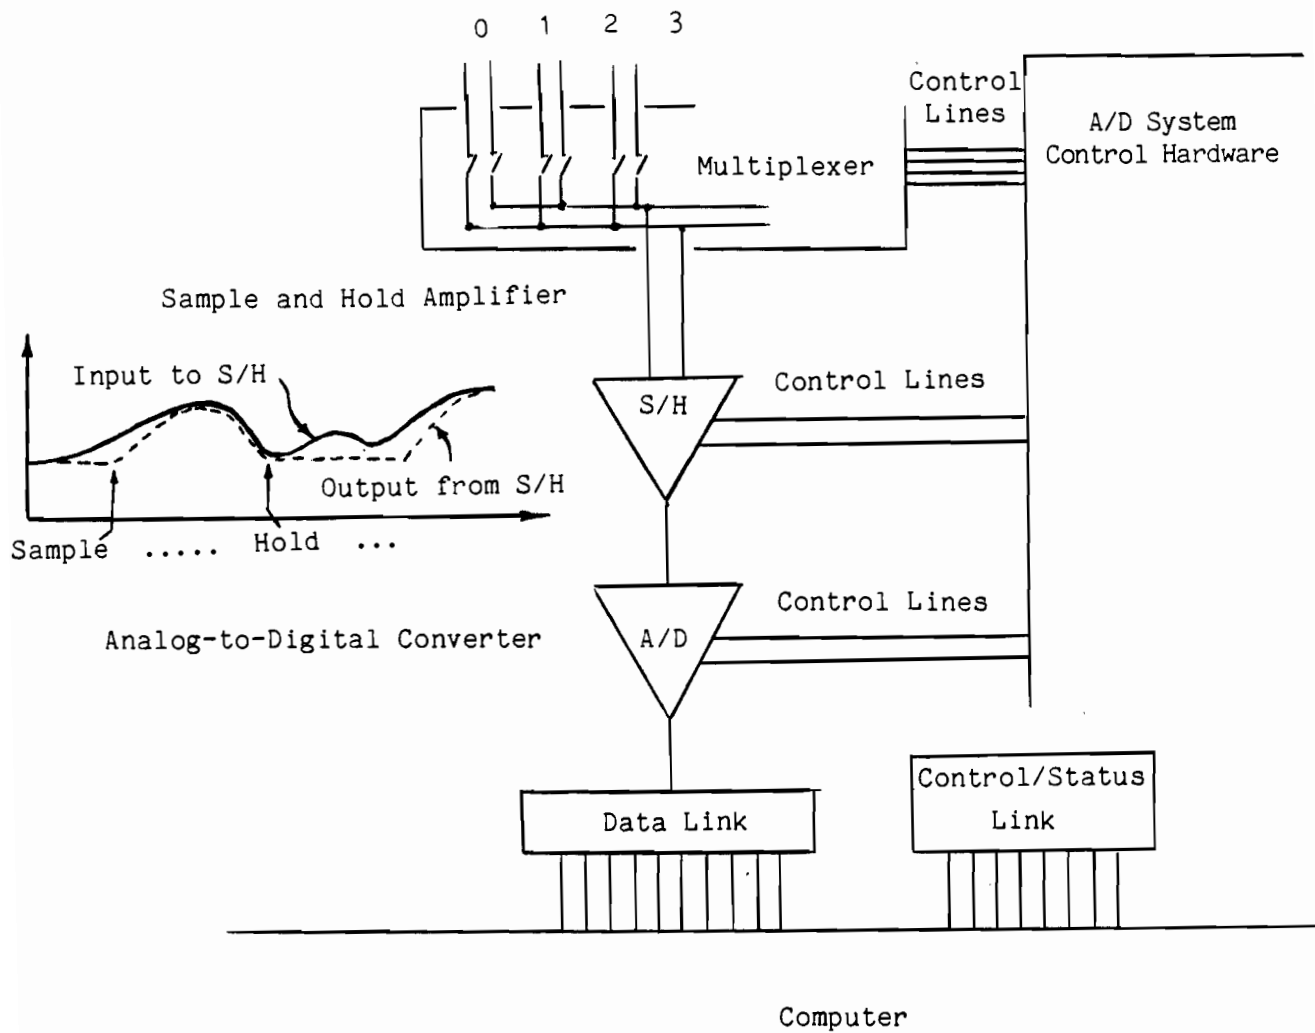 0 1 2 3
Control
Lines
A/D System
Control Hardware
Multiplexer
Sample and Hold Amplifier
Input to S/H
S/H
Control Lines
Output from S/H
Sample ..... Hold ...
Control Lines
Analog-to-Digital Converter
A/D
Control/Status
Link
Data Link
Computer